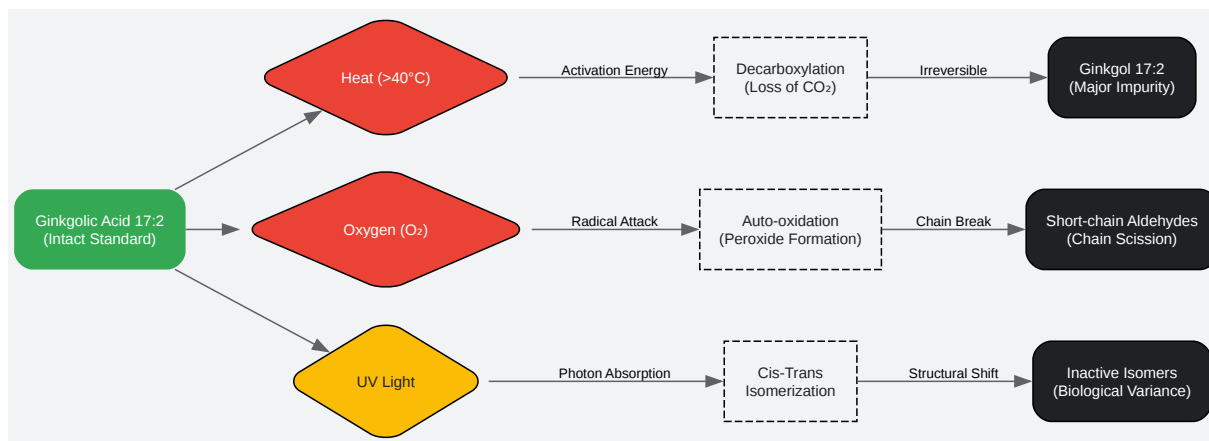 Heat (>40°C)
Activation Energy
Decarboxylation
(Loss of CO₂)
Irreversible
Ginkgol 17:2
(Major Impurity)
Ginkgolic Acid 17:2
(Intact Standard)
Oxygen (O₂)
Radical Attack
Auto-oxidation
(Peroxide Formation)
Chain Break
Short-chain Aldehydes
(Chain Scission)
UV Light
Photon Absorption
Cis-Trans
Isomerization
Structural Shift
Inactive Isomers
(Biological Variance)